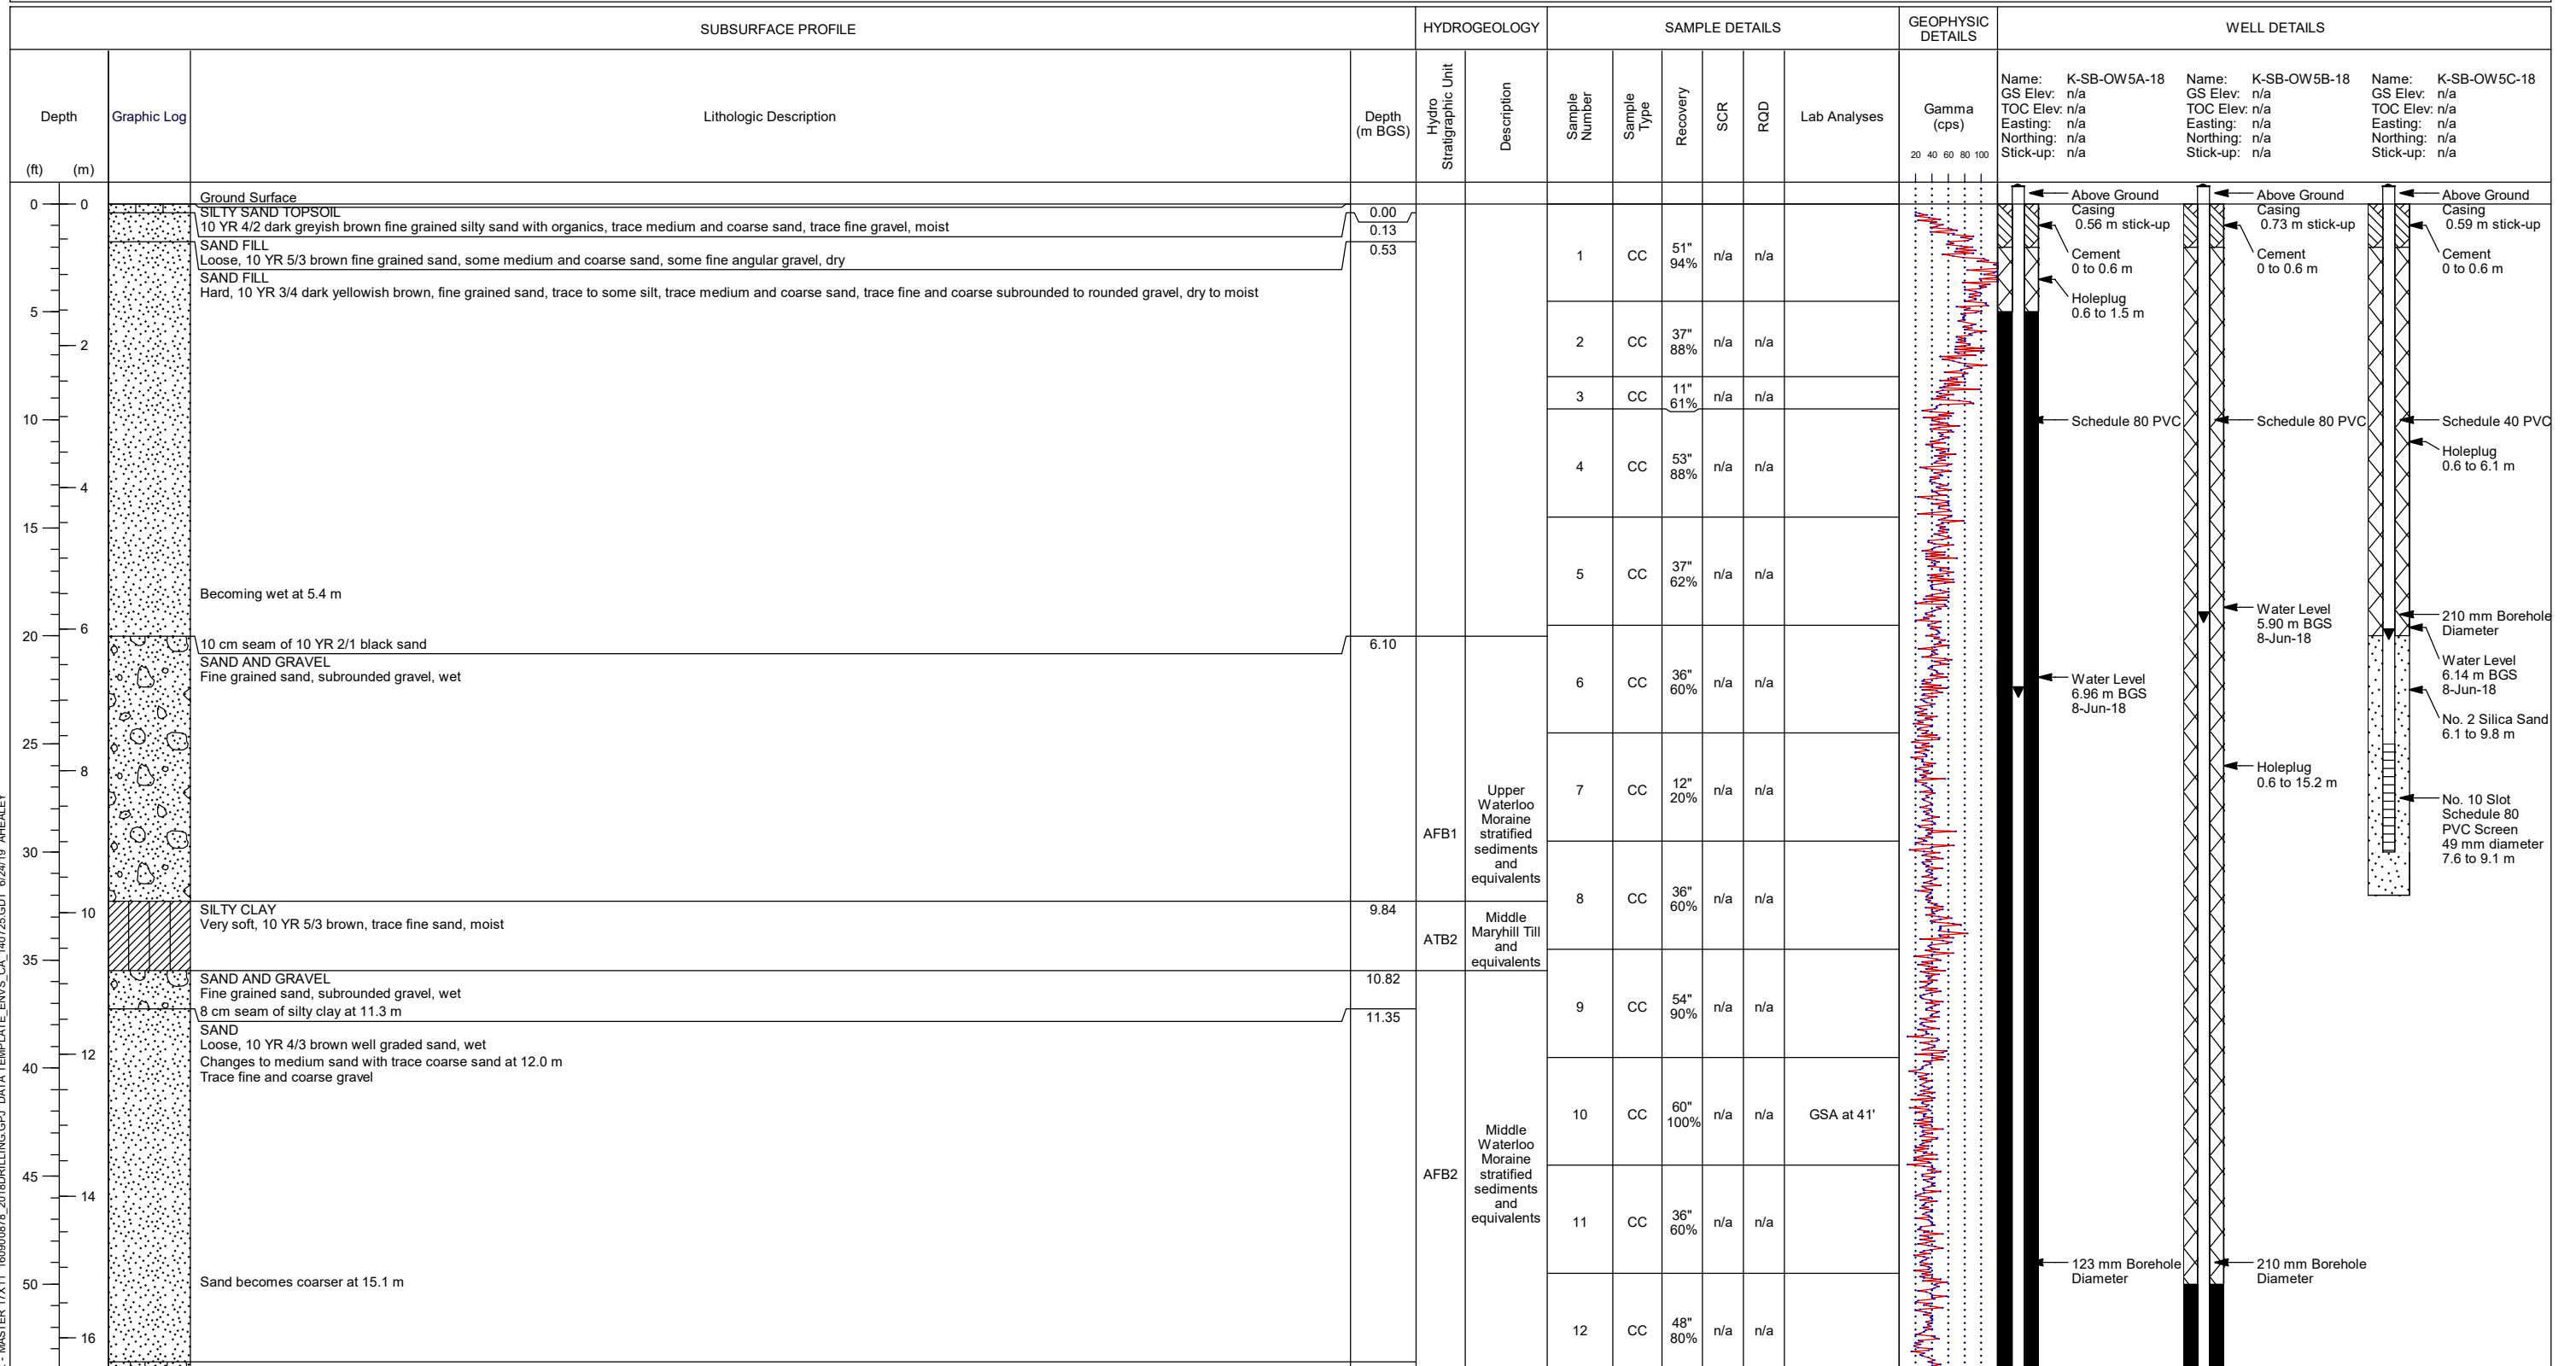 SUBSURFACE PROFILE
HYDROGEOLOGY
SAMPLE DETAILS
GEOPHYSIC
DETAILS
WELL DETAILS
Depth
(ft)
(m)
Graphic Log
Lithologic Description
Depth
(m BGS)
Hydro
Stratigraphic Unit
Description
Sample
Number
Sample
Type
Recovery
SCR
RQD
Lab Analyses
Gamma
(cps)
20 40 60 80 100
Name: K-SB-OW5A-18
GS Elev: n/a
TOC Elev: n/a
Easting: n/a
Northing: n/a
Stick-up: n/a
Name: K-SB-OW5B-18
GS Elev: n/a
TOC Elev: n/a
Easting: n/a
Northing: n/a
Stick-up: n/a
Name: K-SB-OW5C-18
GS Elev: n/a
TOC Elev: n/a
Easting: n/a
Northing: n/a
Stick-up: n/a
0
5
10
15
20
25
30
35
40
45
50
0
2
4
6
8
10
12
14
16
Ground Surface
SILTY SAND TOPSOIL
10 YR 4/2 dark greyish brown fine grained silty sand with organics, trace medium and coarse sand, trace fine gravel, moist
SAND FILL
Loose, 10 YR 5/3 brown fine grained sand, some medium and coarse sand, some fine angular gravel, dry
SAND FILL
Hard, 10 YR 3/4 dark yellowish brown, fine grained sand, trace to some silt, trace medium and coarse sand, trace fine and coarse subrounded to rounded gravel, dry to moist
Becoming wet at 5.4 m
10 cm seam of 10 YR 2/1 black sand
SAND AND GRAVEL
Fine grained sand, subrounded gravel, wet
SILTY CLAY
Very soft, 10 YR 5/3 brown, trace fine sand, moist
SAND AND GRAVEL
Fine grained sand, subrounded gravel, wet
8 cm seam of silty clay at 11.3 m
SAND
Loose, 10 YR 4/3 brown well graded sand, wet
Changes to medium sand with trace coarse sand at 12.0 m
Trace fine and coarse gravel
Sand becomes coarser at 15.1 m
0.00
0.13
0.53
6.10
9.84
10.82
11.35
AFB1
Upper
Waterloo
Moraine
stratified
sediments
and
equivalents
ATB2
Middle
Maryhill Till
and
equivalents
AFB2
Middle
Waterloo
Moraine
stratified
sediments
and
equivalents
1 CC 51" 94% n/a n/a
2 CC 37" 88% n/a n/a
3 CC 11" 61% n/a n/a
4 CC 53" 88% n/a n/a
5 CC 37" 62% n/a n/a
6 CC 36" 60% n/a n/a
7 CC 12" 20% n/a n/a
8 CC 36" 60% n/a n/a
9 CC 54" 90% n/a n/a
10 CC 60" 100% n/a n/a GSA at 41'
11 CC 36" 60% n/a n/a
12 CC 48" 80% n/a n/a
Above Ground
Casing
0.56 m stick-up
Cement
0 to 0.6 m
Holeplug
0.6 to 1.5 m
Schedule 80 PVC
Water Level
6.96 m BGS
8-Jun-18
123 mm Borehole
Diameter
Above Ground
Casing
0.73 m stick-up
Cement
0 to 0.6 m
Schedule 80 PVC
Water Level
5.90 m BGS
8-Jun-18
Holeplug
0.6 to 15.2 m
210 mm Borehole
Diameter
Above Ground
Casing
0.59 m stick-up
Cement
0 to 0.6 m
Schedule 40 PVC
Holeplug
0.6 to 6.1 m
210 mm Borehole
Diameter
Water Level
6.14 m BGS
8-Jun-18
No. 2 Silica Sand
6.1 to 9.8 m
No. 10 Slot
Schedule 80
PVC Screen
49 mm diameter
7.6 to 9.1 m